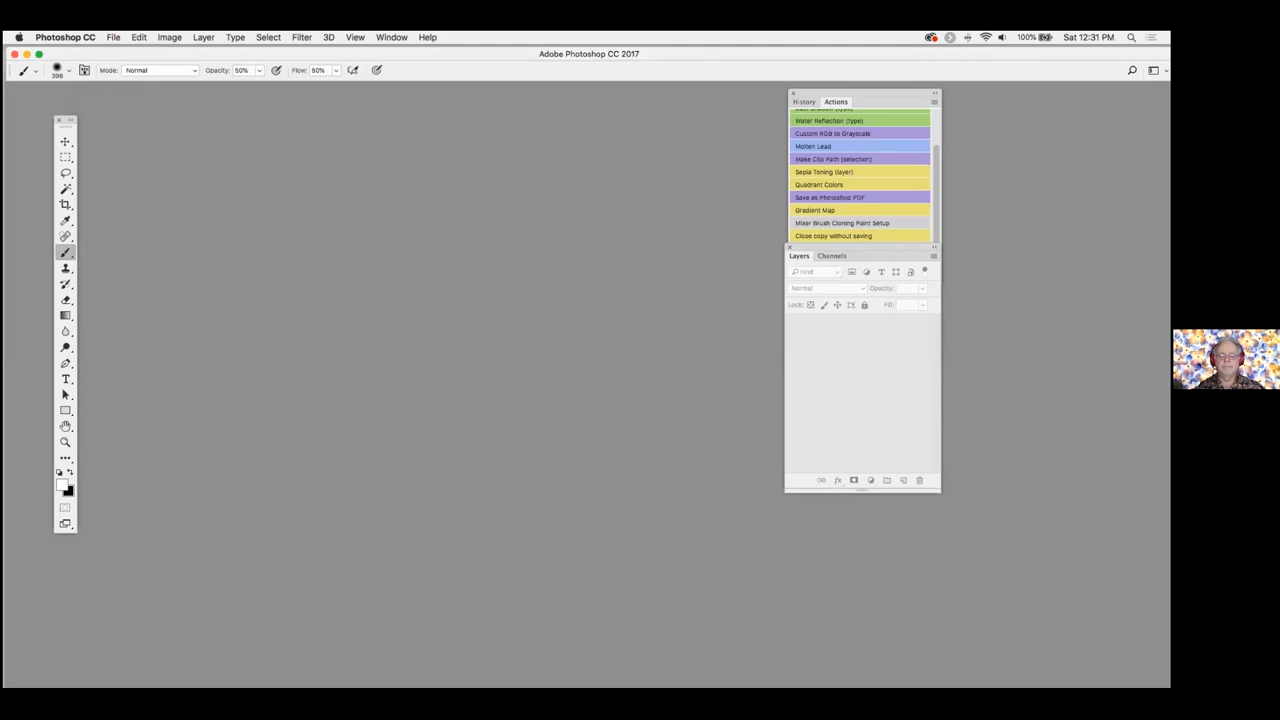 Photoshop CC File Edit Image Layer Type Select Filter 3D View Window Help 100% Sat 12:31 PM
Adobe Photoshop CC 2017
396 Mode: Normal Opacity: 50% Flow: 50%
History Actions
Water Reflection (type)
Custom RGB to Grayscale
Molten Lead
Make Clip Path (selection)
Sepia Toning (layer)
Quadrant Colors
Save as Photoshop PDF
Gradient Map
Mixer Brush Cloning Paint Setup
Close copy without saving
Layers Channels
Kind
Normal Opacity:
Lock: Fill: